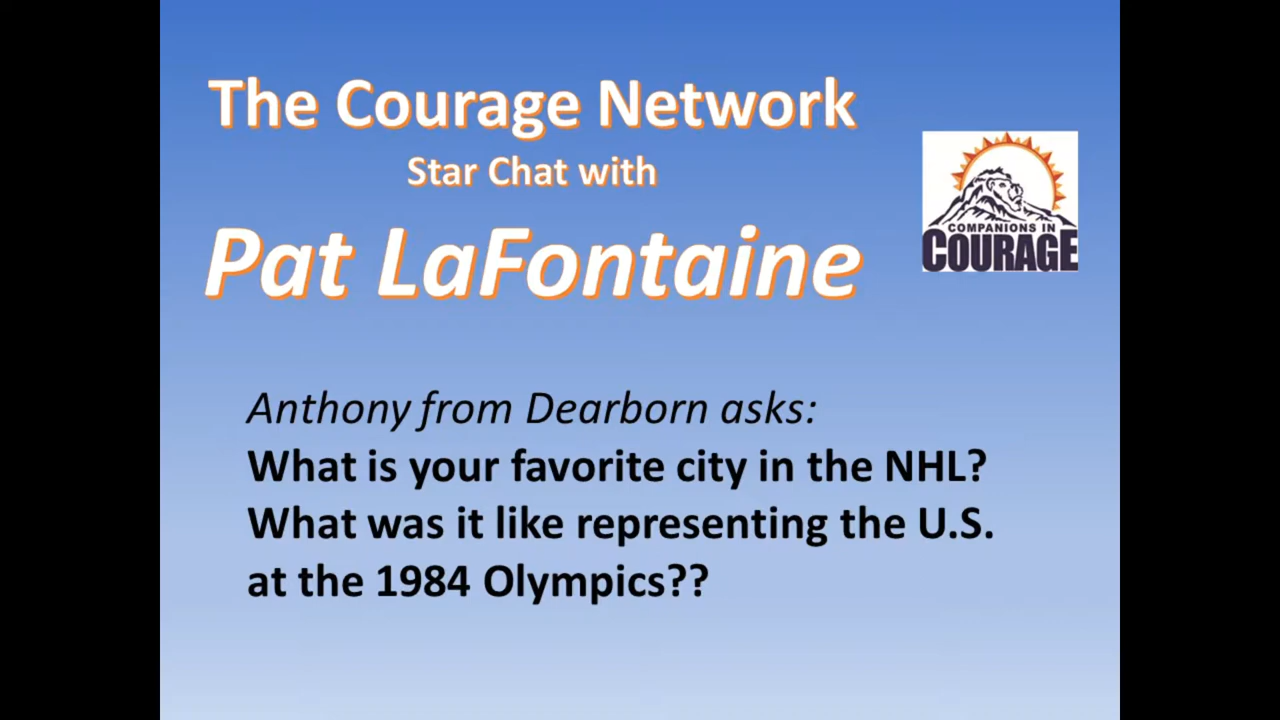 The Courage Network
Star Chat with
Pat LaFontaine
COMPANIONS IN
COURAGE
Anthony from Dearborn asks:
What is your favorite city in the NHL?
What was it like representing the U.S.
at the 1984 Olympics??